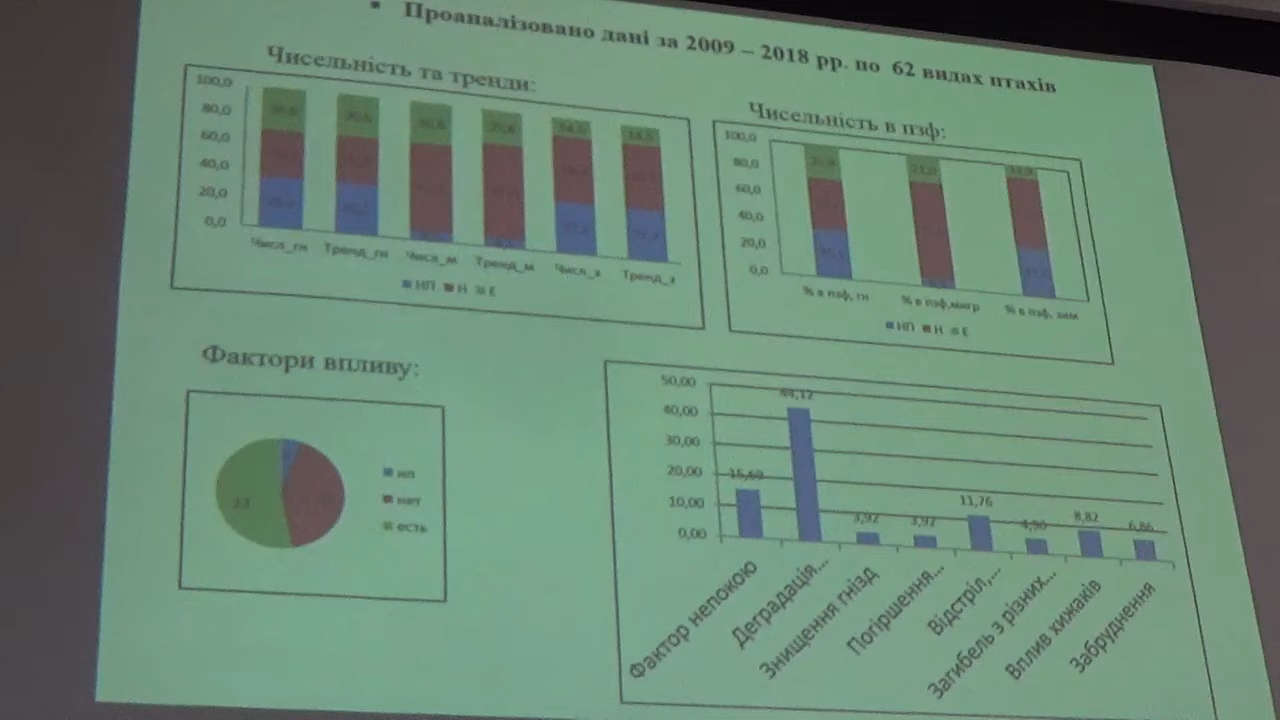 ▪ Проаналізовано дані за 2009 – 2018 рр. по 62 видах птахів
Чисельність та тренди:
100,0
80,0
60,0
40,0
20,0
0,0
Числ_гн Тренд_гн Числ_м Тренд_м Числ_з Тренд_з
НП Н Е
Чисельність в пзф:
100,0
80,0
60,0
40,0
20,0
0,0
% в пзф, гн % в пзф,мигр % в пзф, зим
НП Н Е
Фактори впливу:
нп
нет
есть
50,00
40,00
30,00
20,00
10,00
0,00
15,69 44,12 3,92 3,92 11,76 4,90 8,82 6,86
Фактор непокою
Деградація...
Знищення гнізд
Погіршення...
Відстріл,...
Загибель з різних...
Вплив хижаків
Забруднення